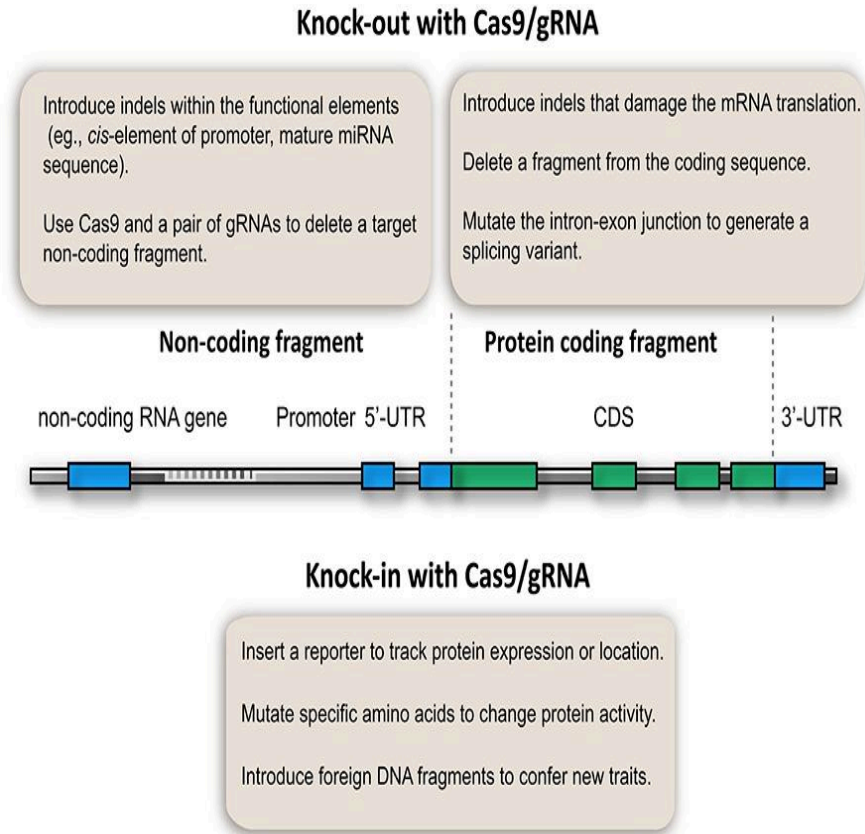 Knock-out with Cas9/gRNA
Introduce indels within the functional elements
(eg., cis-element of promoter, mature miRNA
sequence).
Use Cas9 and a pair of gRNAs to delete a target
non-coding fragment.
Introduce indels that damage the mRNA translation.
Delete a fragment from the coding sequence.
Mutate the intron-exon junction to generate a
splicing variant.
Non-coding fragment
Protein coding fragment
non-coding RNA gene
Promoter
5'-UTR
CDS
3'-UTR
Knock-in with Cas9/gRNA
Insert a reporter to track protein expression or location.
Mutate specific amino acids to change protein activity.
Introduce foreign DNA fragments to confer new traits.